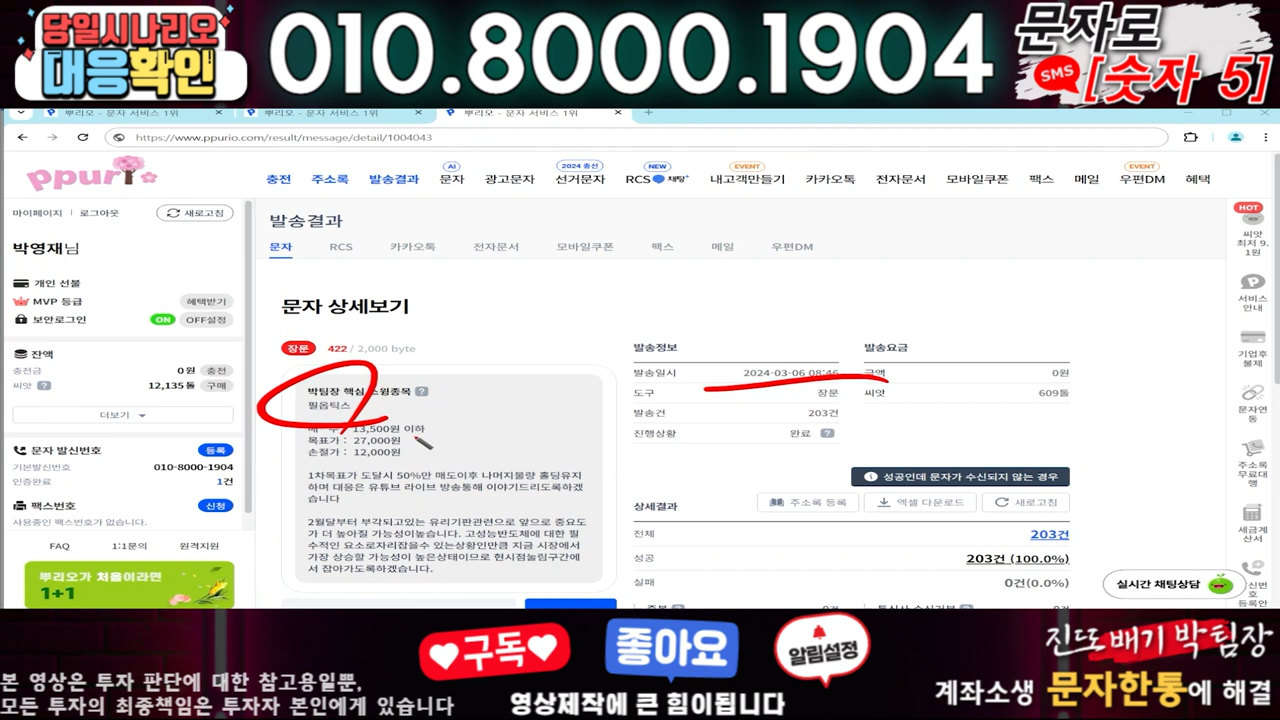 당일시나리오
대응확인
010.8000.1904
문자로
SMS
[숫자 5]
뿌리오 - 문자 서비스 1위
뿌리오 - 문자 서비스 1위
뿌리오 - 문자 서비스 1위
https://www.ppurio.com/result/message/detail/1004043
ppurio
충전
주소록
발송결과
AI
문자
광고문자
2024 총선
선거문자
NEW
RCS 채팅+
EVENT
내고객만들기
카카오톡
전자문서
모바일쿠폰
팩스
메일
EVENT
우편DM
혜택
마이페이지 | 로그아웃
새로고침
박영재님
개인 선불
MVP 등급
혜택받기
보안로그인
ON
OFF설정
잔액
충전금 0원 충전
씨앗 ? 12,135톨 구매
더보기
문자 발신번호 등록
기본발신번호 010-8000-1904
인증완료 1건
팩스번호 신청
사용중인 팩스번호가 없습니다.
FAQ 1:1문의 원격지원
뿌리오가 처음이라면
1+1
발송결과
문자 RCS 카카오톡 전자문서 모바일쿠폰 팩스 메일 우편DM
문자 상세보기
장문 422 / 2,000 byte
박팀장 핵심 스윙종목 ?
필옵틱스
13,500원 이하
목표가 : 27,000원
손절가 : 12,000원
1차목표가 도달시 50%만 매도이후 나머지물량 홀딩유지
하며 대응은 유튜브 라이브 방송통해 이야기드리도록하겠
습니다
2월달부터 부각되고있는 유리기판관련으로 앞으로 중요도
가 더 높아질 가능성이높습니다. 고성능반도체에 대한 필
수적인 요소로자리잡을수 있는상황인만큼 지금 시장에서
가장 상승할 가능성이 높은상태이므로 현시점눌림구간에
서 잡아가도록하겠습니다.
발송정보
발송일시 2024-03-06 08:46
도구 장문
발송건 203건
진행상황 완료 ?
발송요금
금액 0원
씨앗 609톨
성공인데 문자가 수신되지 않는 경우
상세결과
주소록 등록
엑셀 다운로드
새로고침
전체 203건
성공 203건 (100.0%)
실패 0건(0.0%)
HOT
씨앗
최저 9.
1원
서비스
안내
기업후
불제
문자연
동
주소록
무료대
행
세금계
산서
실시간 채팅상담
등록안
본 영상은 투자 판단에 대한 참고용일뿐,
모든 투자의 최종책임은 투자자 본인에게 있습니다
구독
좋아요
알림설정
영상제작에 큰 힘이됩니다
진또배기 박팀장
계좌소생 문자한통에 해결